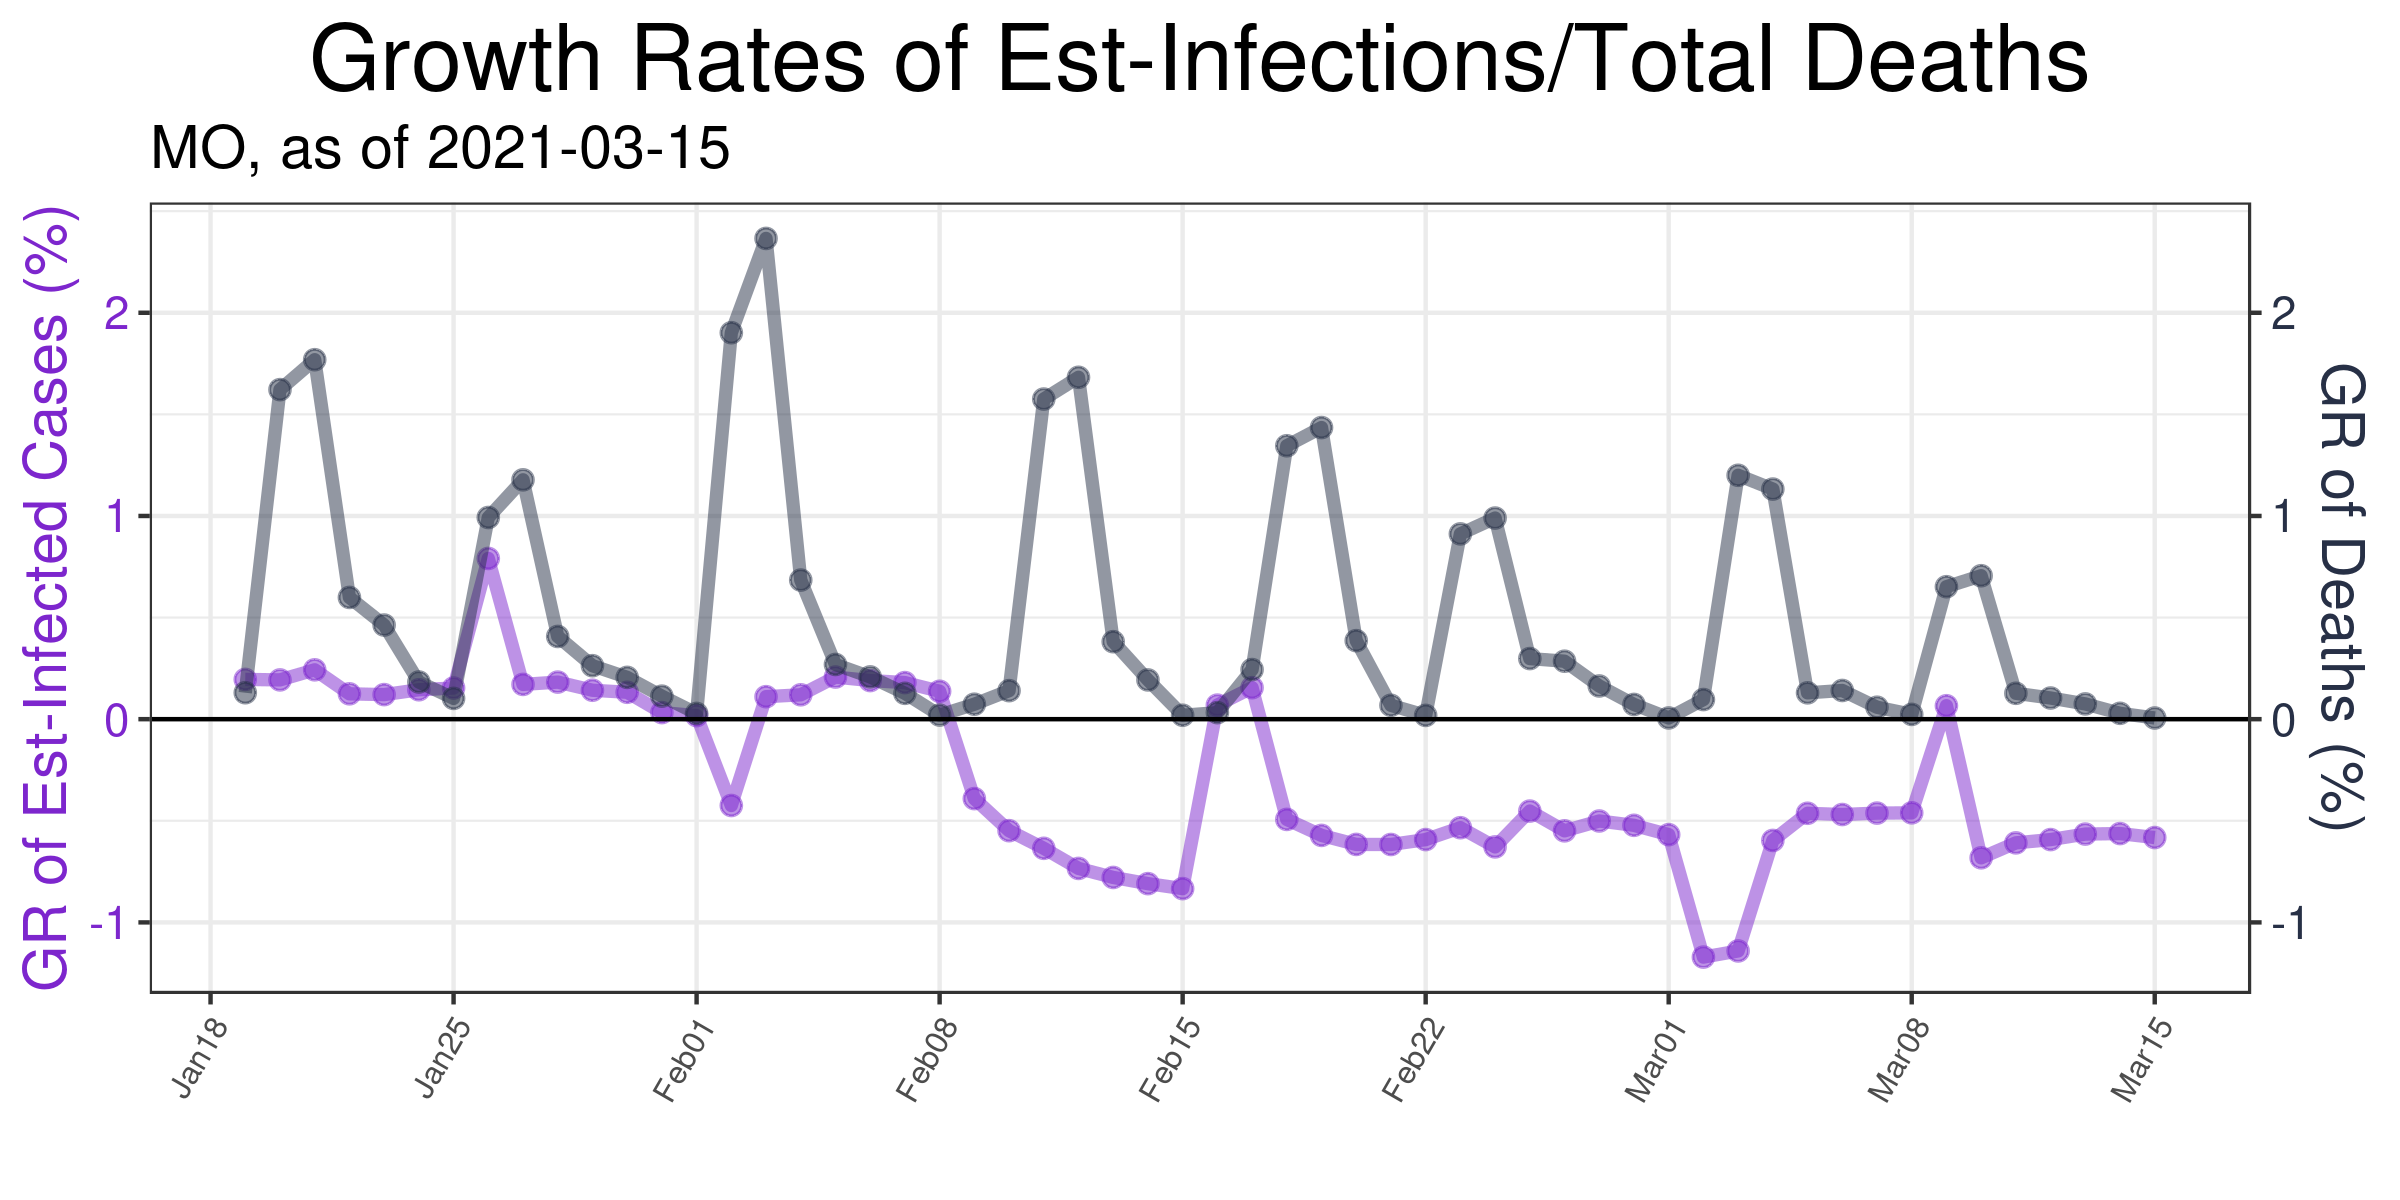 Growth Rates of Est-Infections/Total Deaths
MO, as of 2021-03-15
GR of Est-Infected Cases (%)
2
1
0
-1
2
1
0
-1
GR of Deaths (%)
Jan18
Jan25
Feb01
Feb08
Feb15
Feb22
Mar01
Mar08
Mar15